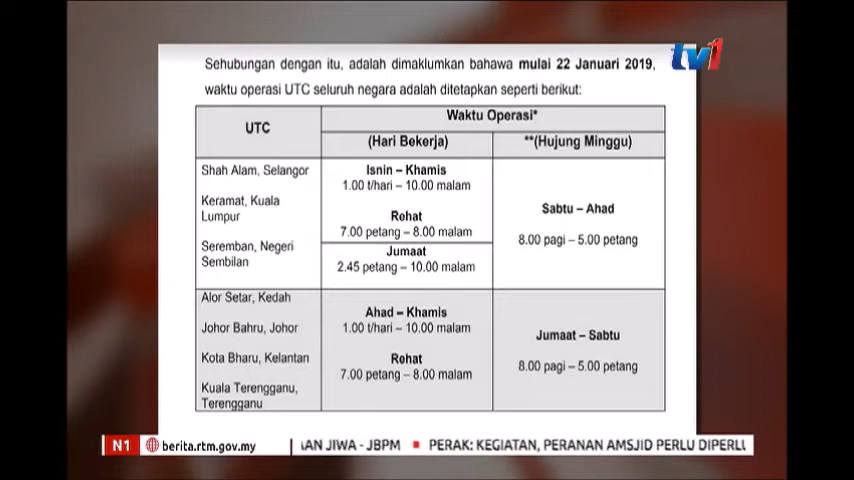 Sehubungan dengan itu, adalah dimaklumkan bahawa mulai 22 Januari 2019,
waktu operasi UTC seluruh negara adalah ditetapkan seperti berikut:
tv1
UTC
Waktu Operasi*
(Hari Bekerja)
**(Hujung Minggu)
Shah Alam, Selangor
Keramat, Kuala
Lumpur
Seremban, Negeri
Sembilan
Isnin – Khamis
1.00 t/hari – 10.00 malam
Rehat
7.00 petang – 8.00 malam
Jumaat
2.45 petang – 10.00 malam
Sabtu – Ahad
8.00 pagi – 5.00 petang
Alor Setar, Kedah
Johor Bahru, Johor
Kota Bharu, Kelantan
Kuala Terengganu,
Terengganu
Ahad – Khamis
1.00 t/hari – 10.00 malam
Rehat
7.00 petang – 8.00 malam
Jumaat – Sabtu
8.00 pagi – 5.00 petang
N1 berita.rtm.gov.my AN JIWA - JBPM ▪ PERAK: KEGIATAN, PERANAN AMSJID PERLU DIPERLU